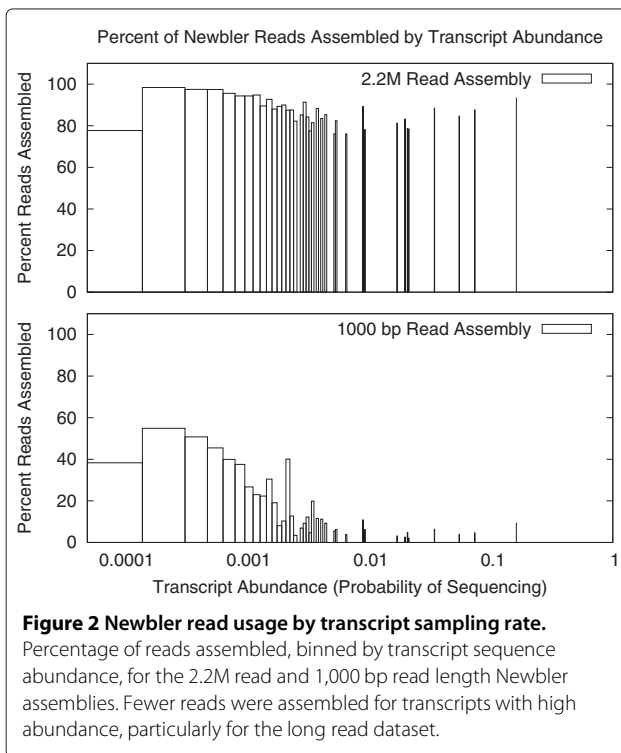 Percent of Newbler Reads Assembled by Transcript Abundance
2.2M Read Assembly
Percent Reads Assembled
100
80
60
40
20
0
1000 bp Read Assembly
Percent Reads Assembled
100
80
60
40
20
0
0.0001 0.001 0.01 0.1 1
Transcript Abundance (Probability of Sequencing)
Figure 2 Newbler read usage by transcript sampling rate.
Percentage of reads assembled, binned by transcript sequence
abundance, for the 2.2M read and 1,000 bp read length Newbler
assemblies. Fewer reads were assembled for transcripts with high
abundance, particularly for the long read dataset.